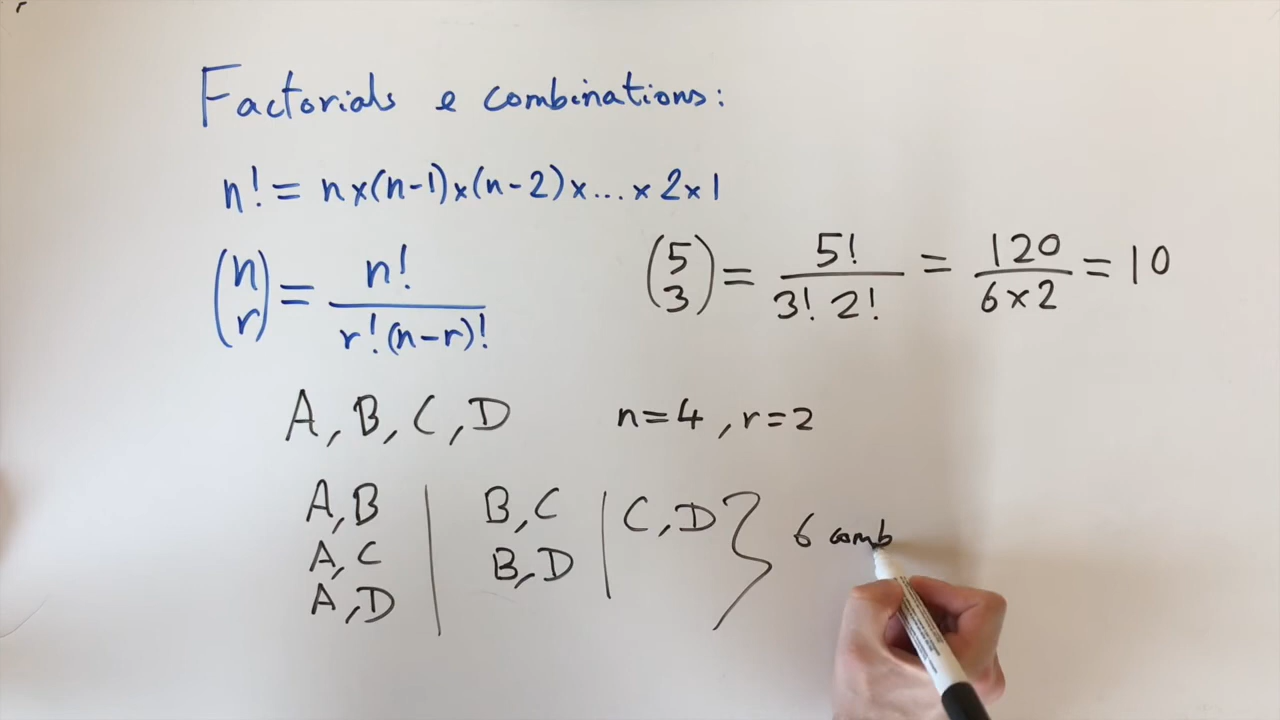 Factorials e combinations:
n! = n×(n-1)×(n-2)×...×2×1
(n r) = n! / r!(n-r)!
(5 3) = 5! / 3! 2! = 120 / 6×2 = 10
A, B, C, D
n=4, r=2
A,B | B,C | C,D } 6 comb
A,C | B,D
A,D